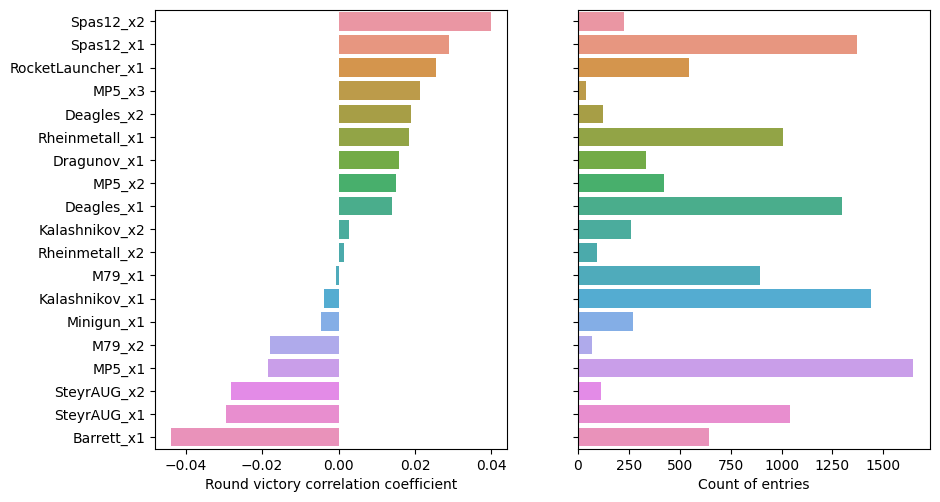 Spas12_x2
Spas12_x1
RocketLauncher_x1
MP5_x3
Deagles_x2
Rheinmetall_x1
Dragunov_x1
MP5_x2
Deagles_x1
Kalashnikov_x2
Rheinmetall_x2
M79_x1
Kalashnikov_x1
Minigun_x1
M79_x2
MP5_x1
SteyrAUG_x2
SteyrAUG_x1
Barrett_x1
−0.04 −0.02 0.00 0.02 0.04
Round victory correlation coefficient
0 250 500 750 1000 1250 1500
Count of entries